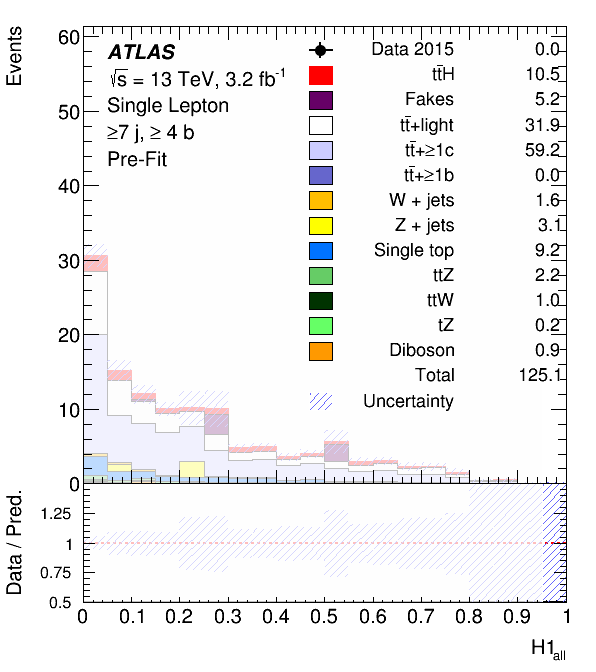 Events
60
50
40
30
20
10
0
ATLAS
√s = 13 TeV, 3.2 fb⁻¹
Single Lepton
≥7 j, ≥ 4 b
Pre-Fit
Data 2015 0.0
tt̄H 10.5
Fakes 5.2
tt̄+light 31.9
tt̄+≥1c 59.2
tt̄+≥1b 0.0
W + jets 1.6
Z + jets 3.1
Single top 9.2
ttZ 2.2
ttW 1.0
tZ 0.2
Diboson 0.9
Total 125.1
Uncertainty
Data / Pred.
1.25
1
0.75
0.5
0 0.1 0.2 0.3 0.4 0.5 0.6 0.7 0.8 0.9 1
H1all